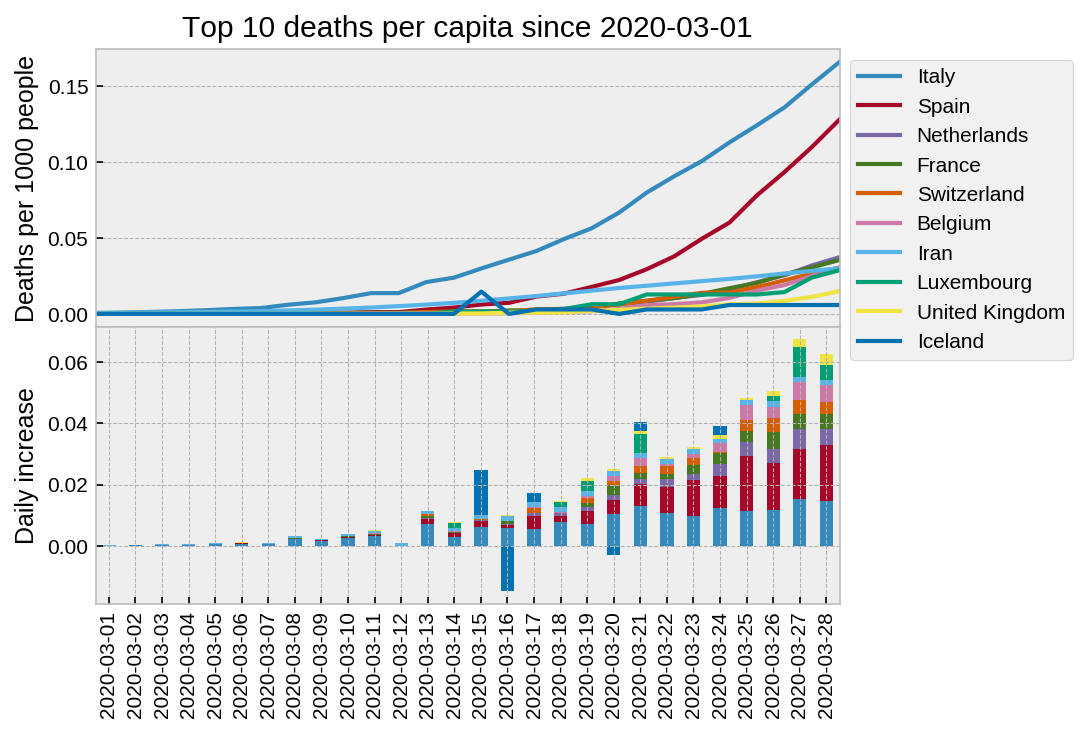 Top 10 deaths per capita since 2020-03-01
Deaths per 1000 people
0.15
0.10
0.05
0.00
Italy
Spain
Netherlands
France
Switzerland
Belgium
Iran
Luxembourg
United Kingdom
Iceland
Daily increase
0.06
0.04
0.02
0.00
2020-03-01
2020-03-02
2020-03-03
2020-03-04
2020-03-05
2020-03-06
2020-03-07
2020-03-08
2020-03-09
2020-03-10
2020-03-11
2020-03-12
2020-03-13
2020-03-14
2020-03-15
2020-03-16
2020-03-17
2020-03-18
2020-03-19
2020-03-20
2020-03-21
2020-03-22
2020-03-23
2020-03-24
2020-03-25
2020-03-26
2020-03-27
2020-03-28